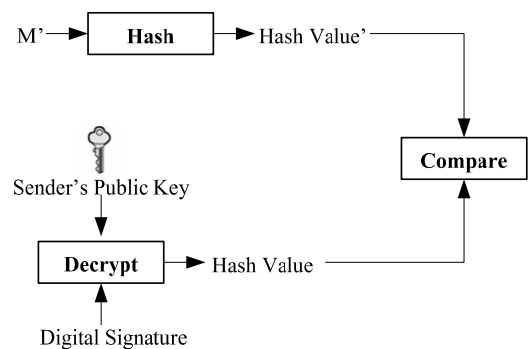 M’
Hash
Hash Value’
Compare
Sender’s Public Key
Decrypt
Hash Value
Digital Signature